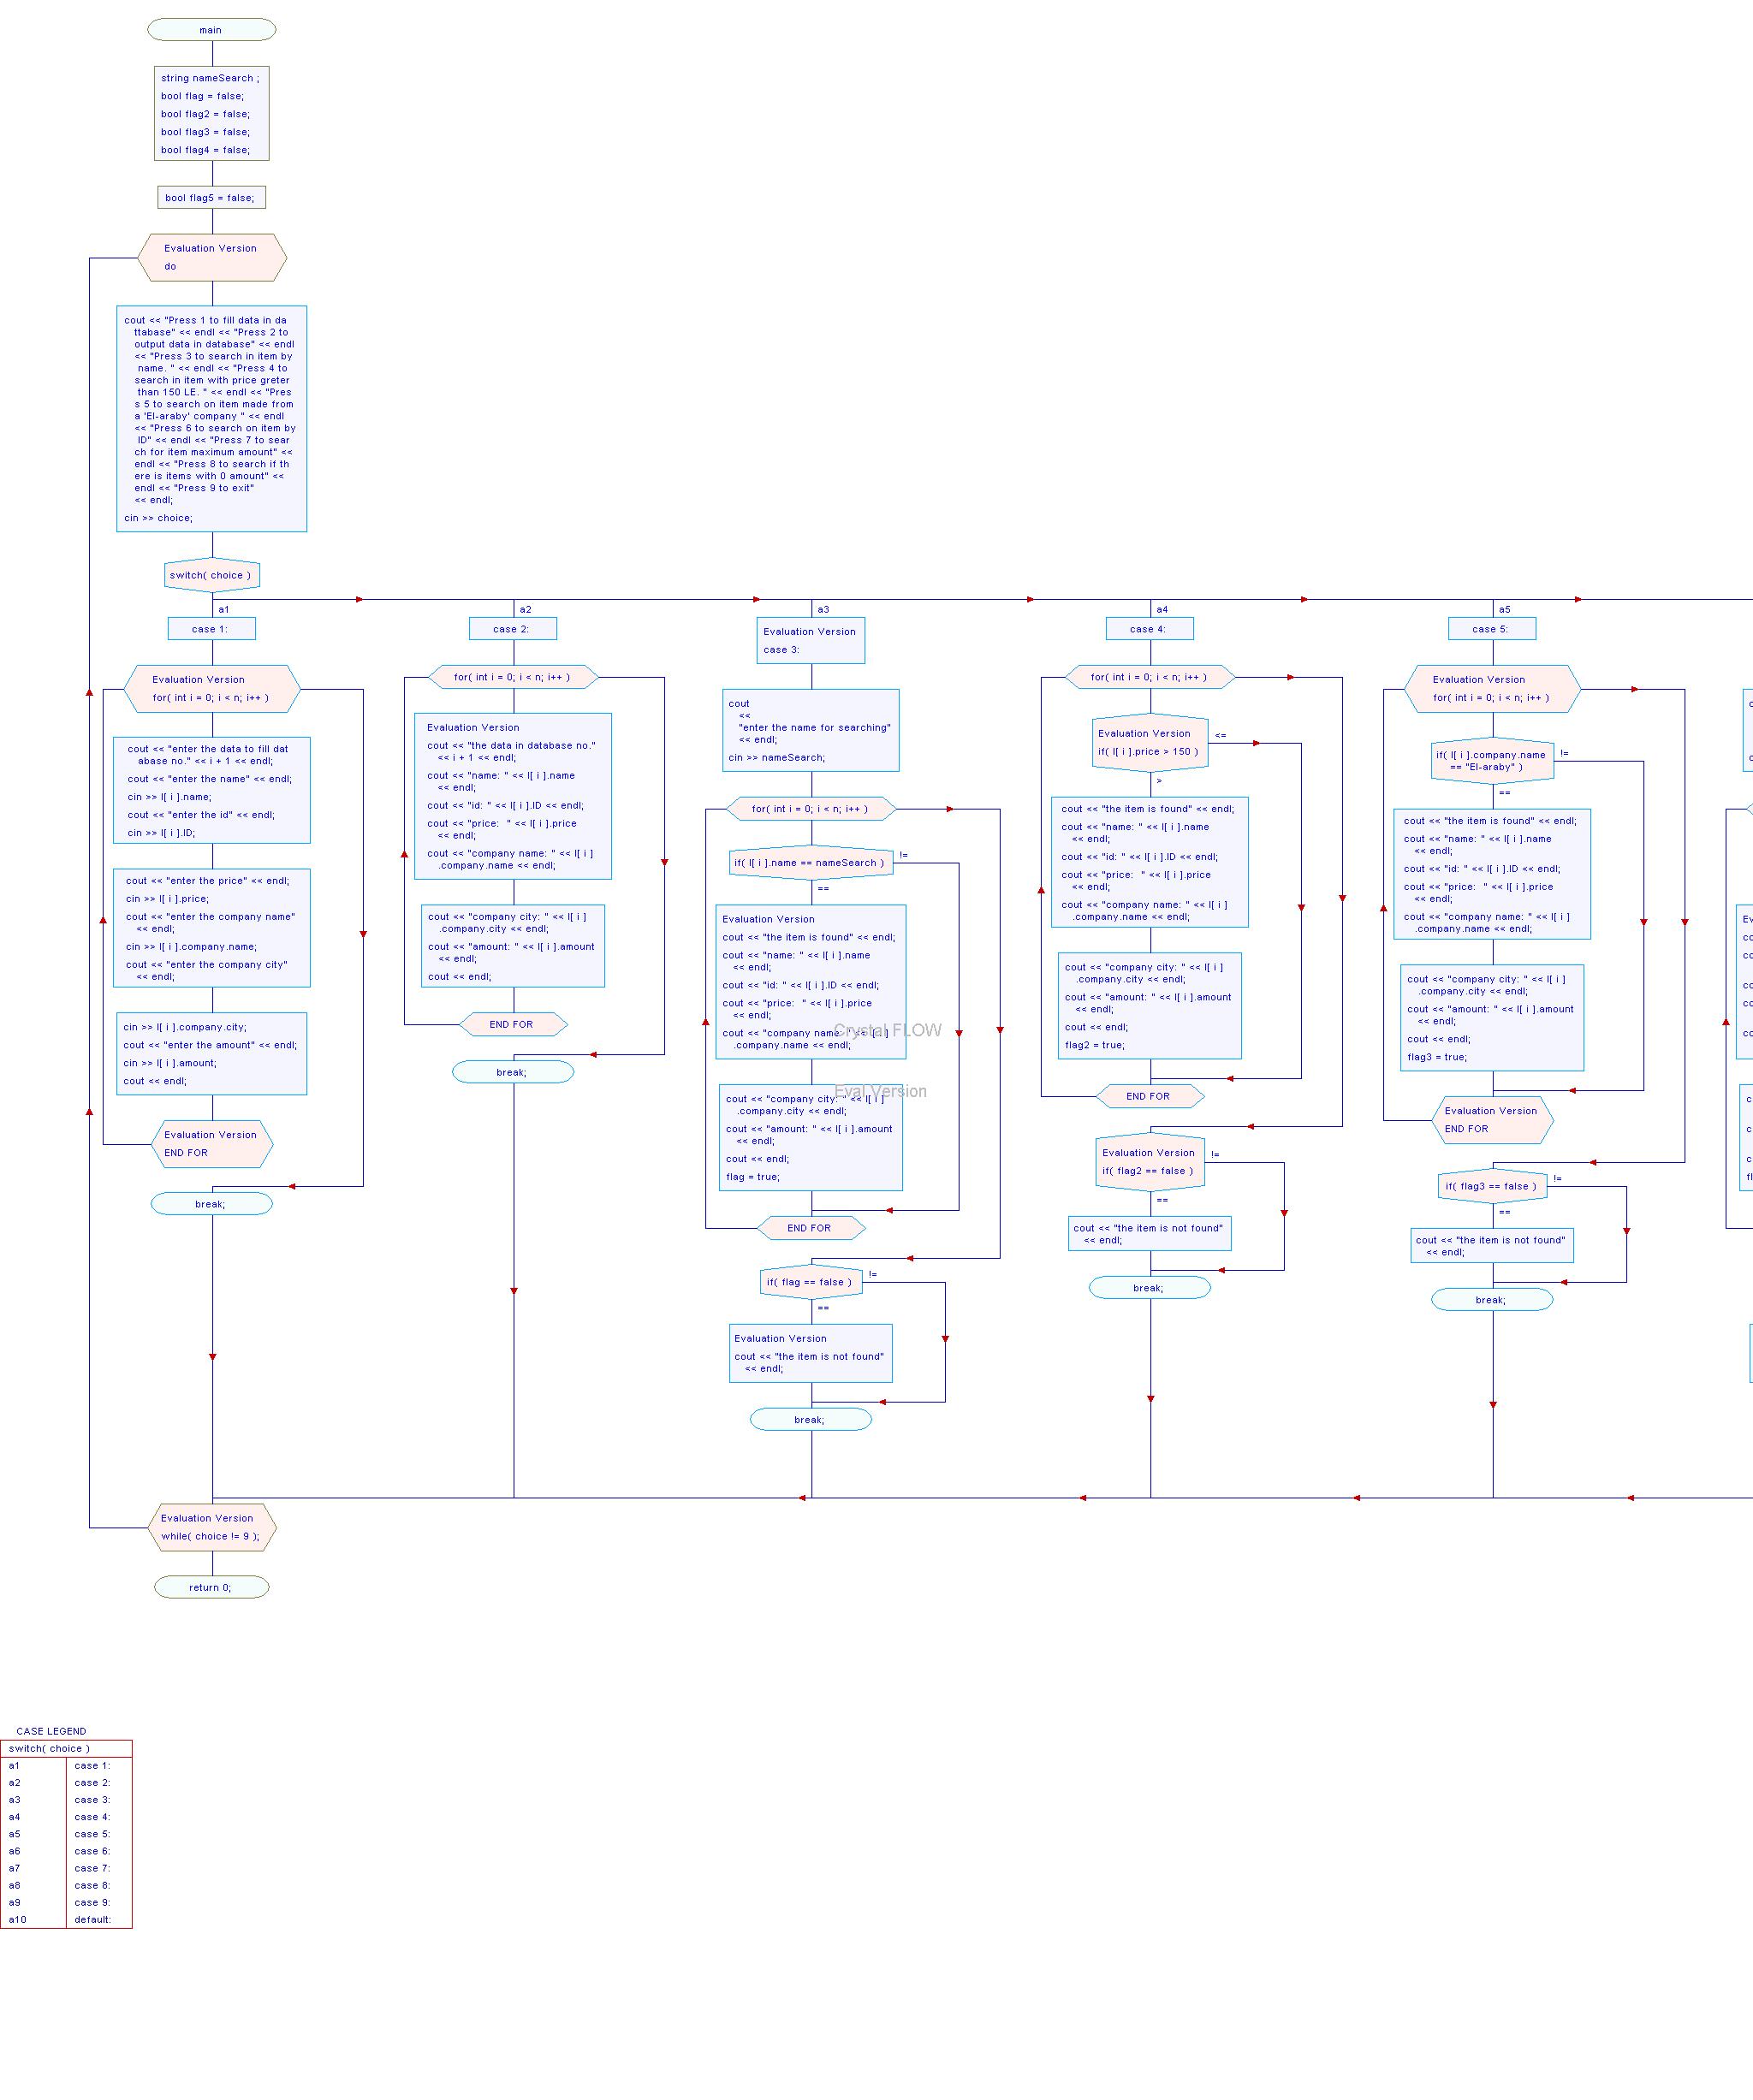 main
string nameSearch ;
bool flag = false;
bool flag2 = false;
bool flag3 = false;
bool flag4 = false;
bool flag5 = false;
Evaluation Version
do
cout << "Press 1 to fill data in da
ttabase" << endl << "Press 2 to
output data in database" << endl
<< "Press 3 to search in item by
name. " << endl << "Press 4 to
search in item with price greter
than 150 LE. " << endl << "Pres
s 5 to search on item made from
a 'El-araby' company " << endl
<< "Press 6 to search on item by
ID" << endl << "Press 7 to sear
ch for item maximum amount" <<
endl << "Press 8 to search if th
ere is items with 0 amount" <<
endl << "Press 9 to exit"
<< endl;
cin >> choice;
switch( choice )
a1
case 1:
Evaluation Version
for( int i = 0; i < n; i++ )
cout << "enter the data to fill dat
abase no." << i + 1 << endl;
cout << "enter the name" << endl;
cin >> I[ i ].name;
cout << "enter the id" << endl;
cin >> I[ i ].ID;
cout << "enter the price" << endl;
cin >> I[ i ].price;
cout << "enter the company name"
<< endl;
cin >> I[ i ].company.name;
cout << "enter the company city"
<< endl;
cin >> I[ i ].company.city;
cout << "enter the amount" << endl;
cin >> I[ i ].amount;
cout << endl;
Evaluation Version
END FOR
break;
a2
case 2:
for( int i = 0; i < n; i++ )
Evaluation Version
cout << "the data in database no."
<< i + 1 << endl;
cout << "name: " << I[ i ].name
<< endl;
cout << "id: " << I[ i ].ID << endl;
cout << "price:  " << I[ i ].price
<< endl;
cout << "company name: " << I[ i ]
.company.name << endl;
cout << "company city: " << I[ i ]
.company.city << endl;
cout << "amount: " << I[ i ].amount
<< endl;
cout << endl;
END FOR
break;
a3
Evaluation Version
case 3:
cout
<<
"enter the name for searching"
<< endl;
cin >> nameSearch;
for( int i = 0; i < n; i++ )
if( I[ i ].name == nameSearch )
!=
==
Evaluation Version
cout << "the item is found" << endl;
cout << "name: " << I[ i ].name
<< endl;
cout << "id: " << I[ i ].ID << endl;
cout << "price:  " << I[ i ].price
<< endl;
cout << "company name: " << I[ i ]
.company.name << endl;
Crystal FLOW
Eval Version
cout << "company city: " << I[ i ]
.company.city << endl;
cout << "amount: " << I[ i ].amount
<< endl;
cout << endl;
flag = true;
END FOR
if( flag == false )
!=
==
Evaluation Version
cout << "the item is not found"
<< endl;
break;
a4
case 4:
for( int i = 0; i < n; i++ )
Evaluation Version
if( I[ i ].price > 150 )
<=
>
cout << "the item is found" << endl;
cout << "name: " << I[ i ].name
<< endl;
cout << "id: " << I[ i ].ID << endl;
cout << "price:  " << I[ i ].price
<< endl;
cout << "company name: " << I[ i ]
.company.name << endl;
cout << "company city: " << I[ i ]
.company.city << endl;
cout << "amount: " << I[ i ].amount
<< endl;
cout << endl;
flag2 = true;
END FOR
Evaluation Version
if( flag2 == false )
!=
==
cout << "the item is not found"
<< endl;
break;
a5
case 5:
Evaluation Version
for( int i = 0; i < n; i++ )
if( I[ i ].company.name
== "El-araby" )
!=
==
cout << "the item is found" << endl;
cout << "name: " << I[ i ].name
<< endl;
cout << "id: " << I[ i ].ID << endl;
cout << "price:  " << I[ i ].price
<< endl;
cout << "company name: " << I[ i ]
.company.name << endl;
cout << "company city: " << I[ i ]
.company.city << endl;
cout << "amount: " << I[ i ].amount
<< endl;
cout << endl;
flag3 = true;
Evaluation Version
END FOR
if( flag3 == false )
!=
==
cout << "the item is not found"
<< endl;
break;
Evaluation Version
while( choice != 9 );
return 0;
CASE LEGEND
switch( choice )
a1 case 1:
a2 case 2:
a3 case 3:
a4 case 4:
a5 case 5:
a6 case 6:
a7 case 7:
a8 case 8:
a9 case 9:
a10 default: